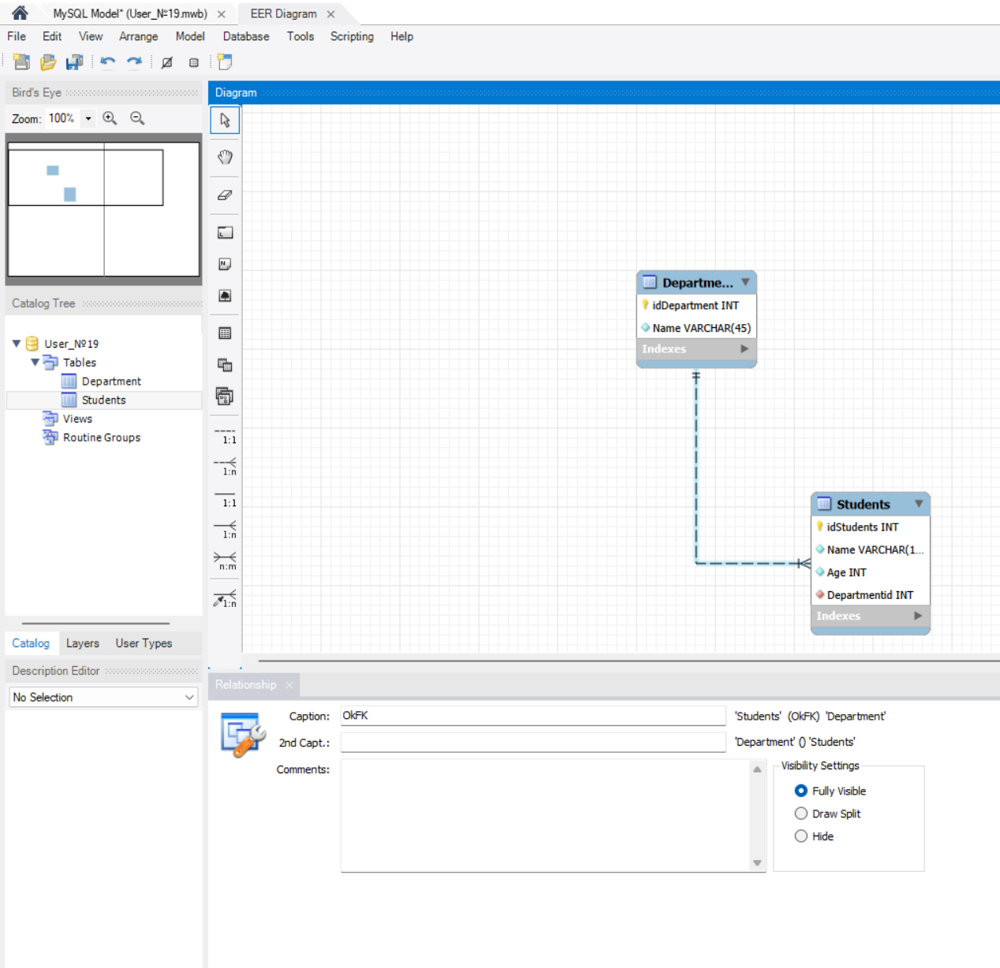 MySQL Model* (User_№19.mwb) ×
EER Diagram ×
File Edit View Arrange Model Database Tools Scripting Help
Bird's Eye
Zoom: 100%
Catalog Tree
User_№19
Tables
Department
Students
Views
Routine Groups
Catalog Layers User Types
Description Editor
No Selection
Diagram
1:1
1:n
1:1
1:n
n:m
1:n
Departme...
idDepartment INT
Name VARCHAR(45)
Indexes
Students
idStudents INT
Name VARCHAR(1...
Age INT
Departmentid INT
Indexes
Relationship ×
Caption: OkFK 'Students' (OkFK) 'Department'
2nd Capt.: 'Department' () 'Students'
Comments:
Visibility Settings
Fully Visible
Draw Split
Hide